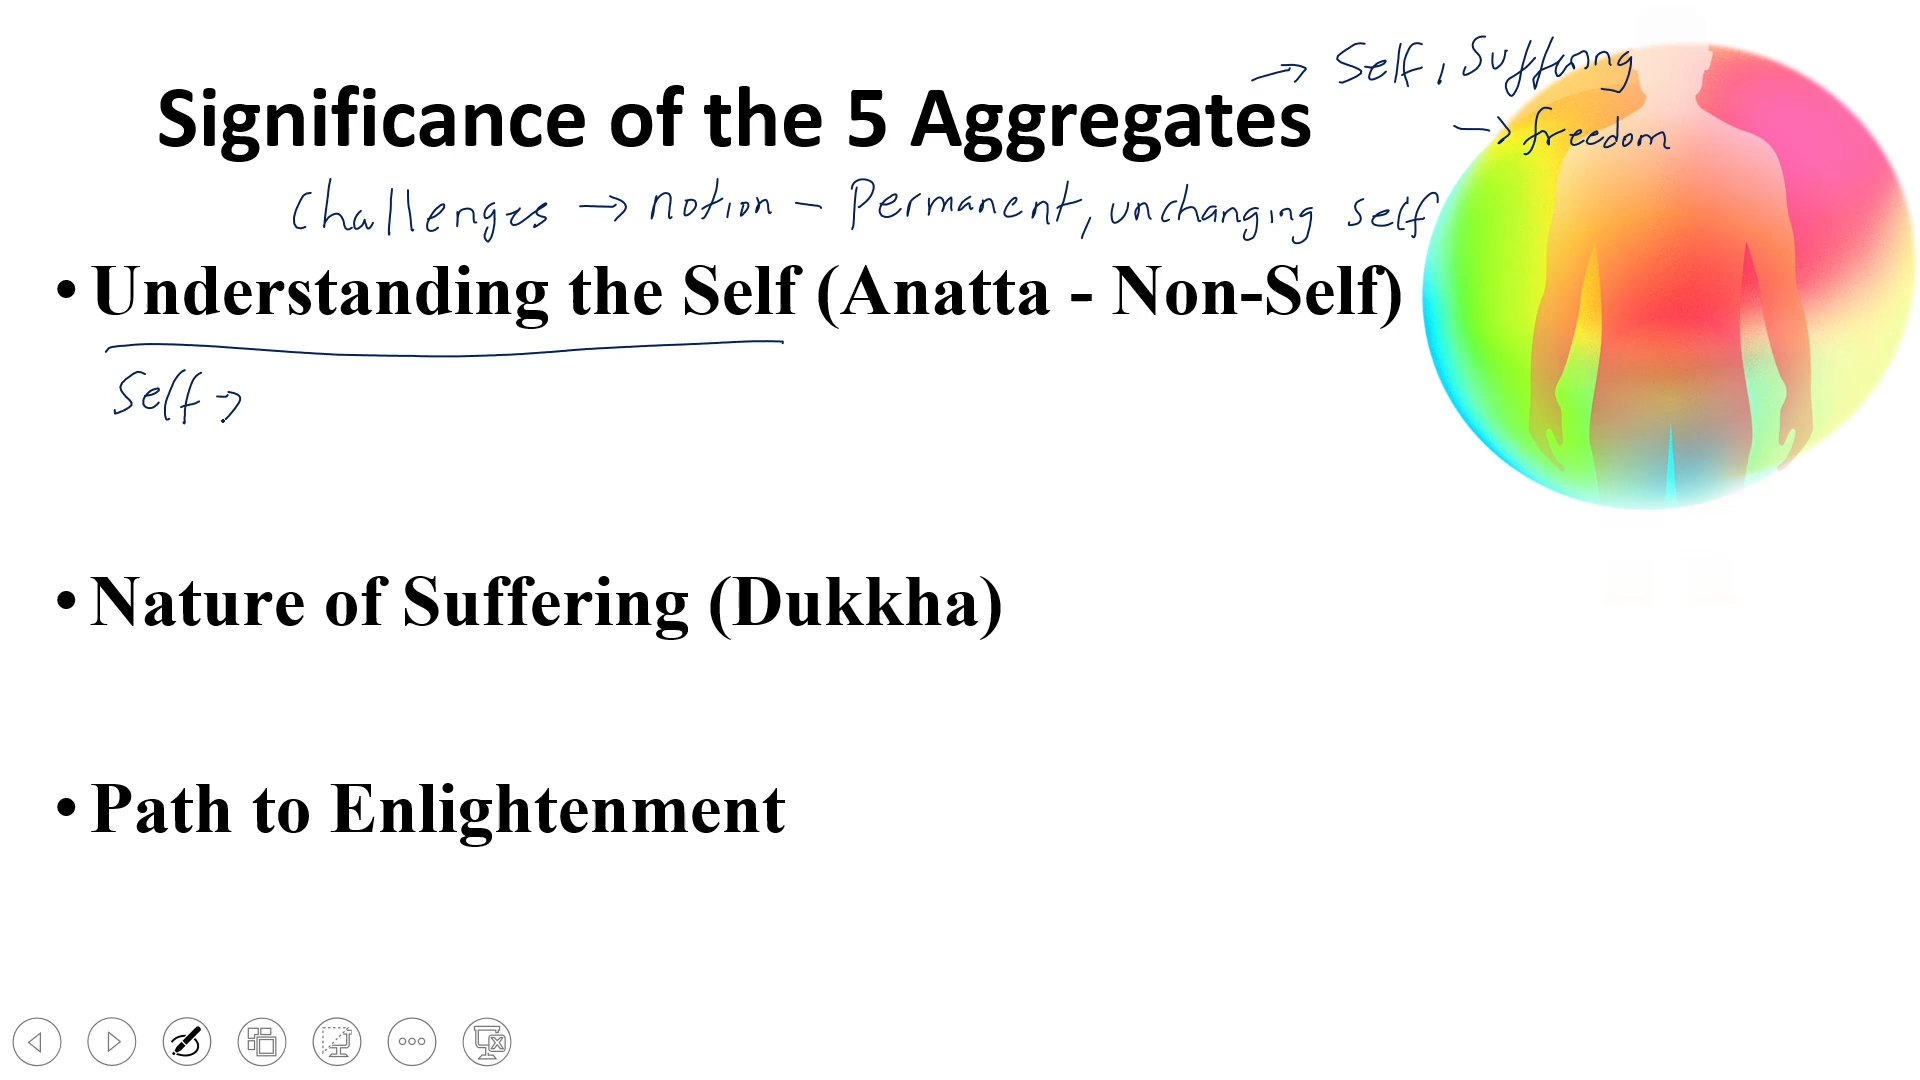 → Self, Suffering
Significance of the 5 Aggregates
→ freedom
Challenges → notion – Permanent, unchanging self
• Understanding the Self (Anatta - Non-Self)
Self →
• Nature of Suffering (Dukkha)
• Path to Enlightenment